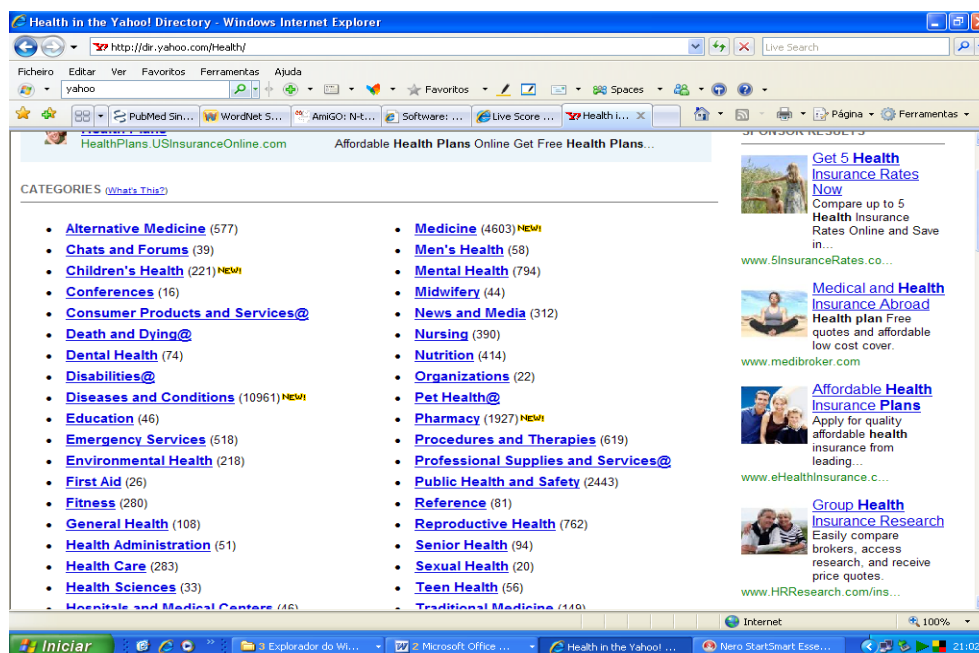 Health in the Yahoo! Directory - Windows Internet Explorer
http://dir.yahoo.com/Health/
Live Search
Ficheiro Editar Ver Favoritos Ferramentas Ajuda
yahoo
Favoritos
Spaces
PubMed Sin...
WordNet S...
AmiGO: N-t...
Software: ...
Live Score ...
Health i...
Página
Ferramentas
Health Plans
HealthPlans.USInsuranceOnline.com
Affordable Health Plans Online Get Free Health Plans...
CATEGORIES (What's This?)
Alternative Medicine (577)
Chats and Forums (39)
Children's Health (221) NEW!
Conferences (16)
Consumer Products and Services@
Death and Dying@
Dental Health (74)
Disabilities@
Diseases and Conditions (10961) NEW!
Education (46)
Emergency Services (518)
Environmental Health (218)
First Aid (26)
Fitness (280)
General Health (108)
Health Administration (51)
Health Care (283)
Health Sciences (33)
Hospitals and Medical Centers (46)
Medicine (4603) NEW!
Men's Health (58)
Mental Health (794)
Midwifery (44)
News and Media (312)
Nursing (390)
Nutrition (414)
Organizations (22)
Pet Health@
Pharmacy (1927) NEW!
Procedures and Therapies (619)
Professional Supplies and Services@
Public Health and Safety (2443)
Reference (81)
Reproductive Health (762)
Senior Health (94)
Sexual Health (20)
Teen Health (56)
Traditional Medicine (149)
SPONSOR RESULTS
Get 5 Health
Insurance Rates
Now
Compare up to 5
Health Insurance
Rates Online and Save
in...
www.5InsuranceRates.co...
Medical and Health
Insurance Abroad
Health plan Free
quotes and affordable
low cost cover.
www.medibroker.com
Affordable Health
Insurance Plans
Apply for quality
affordable health
insurance from
leading...
www.eHealthInsurance.c...
Group Health
Insurance Research
Easily compare
brokers, access
research, and receive
price quotes.
www.HRResearch.com/ins...
Internet
100%
Iniciar
3 Explorador do Wi...
2 Microsoft Office ...
Health in the Yahoo! ...
Nero StartSmart Esse...